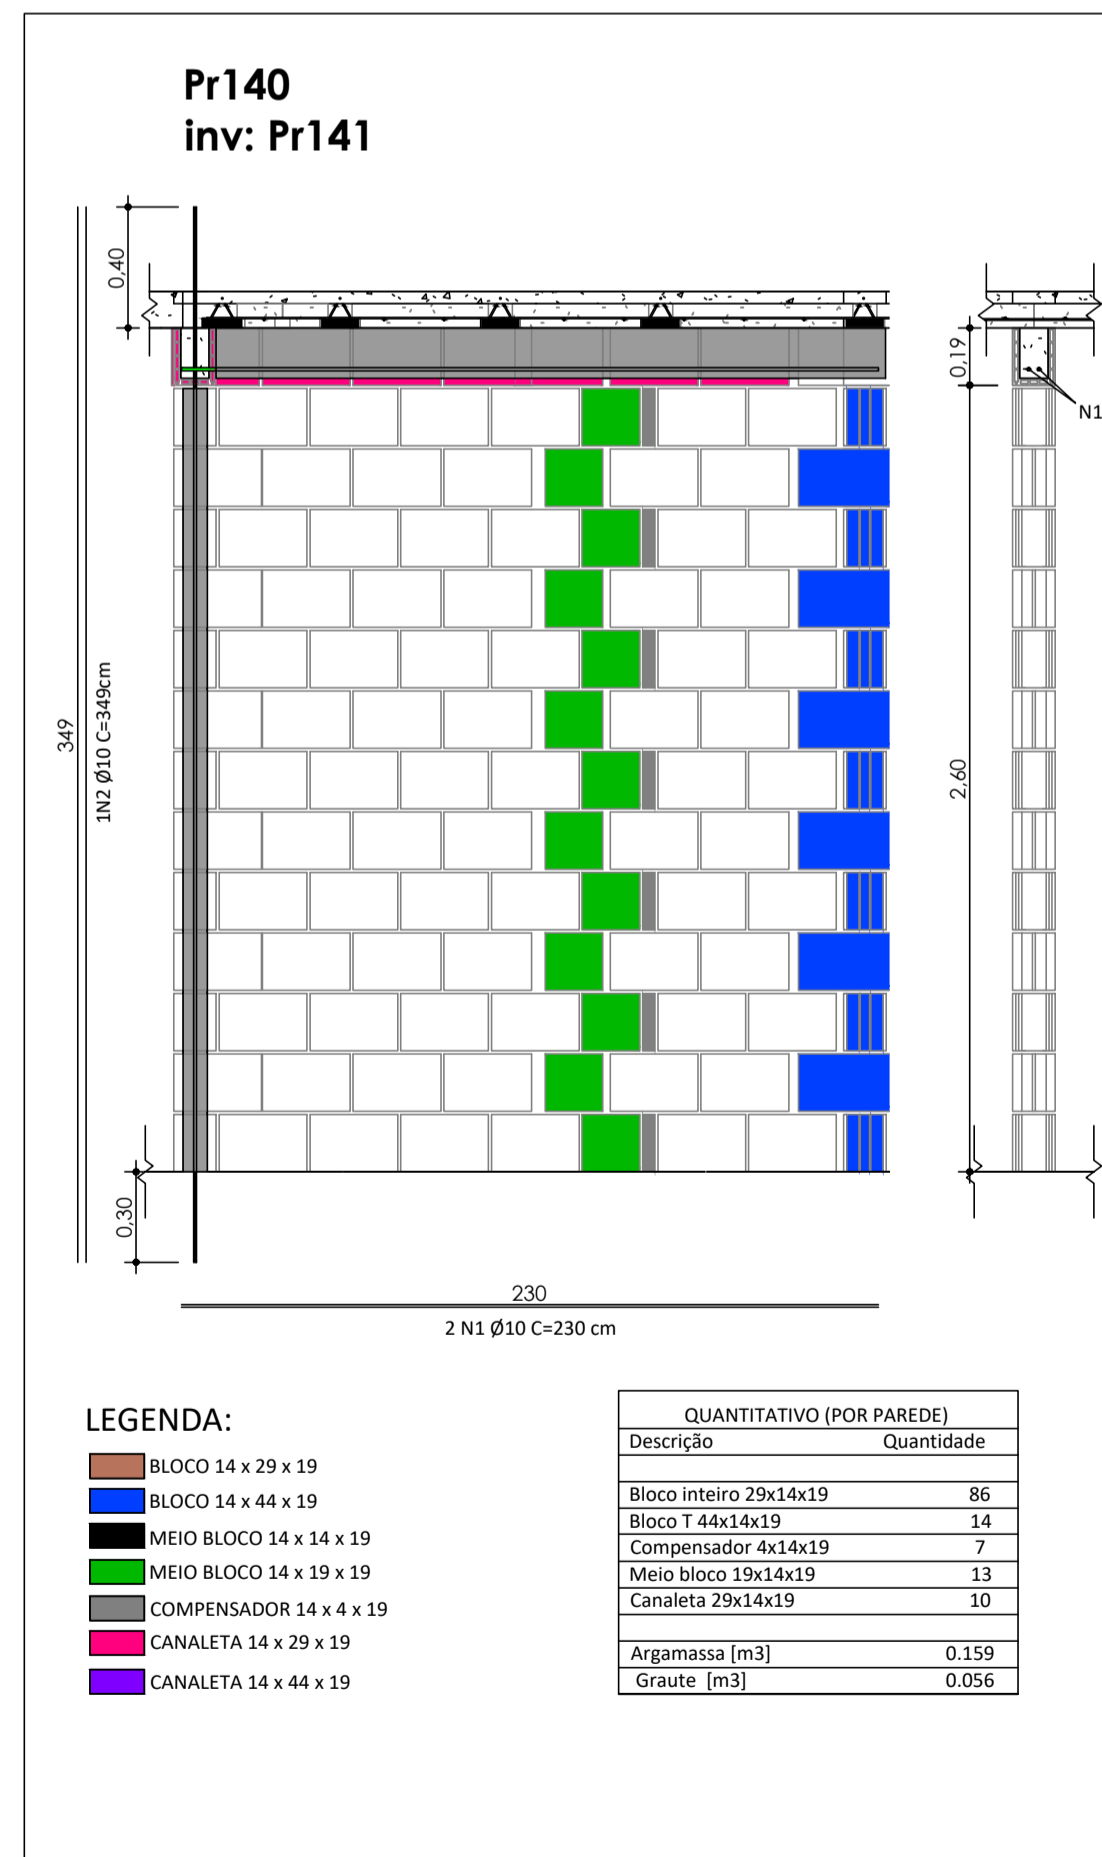 Pr140
inv: Pr141
0,40
0,19
N1
349
1N2 Ø10 C=349cm
2,60
0,30
230
2 N1 Ø10 C=230 cm
LEGENDA:
BLOCO 14 x 29 x 19
BLOCO 14 x 44 x 19
MEIO BLOCO 14 x 14 x 19
MEIO BLOCO 14 x 19 x 19
COMPENSADOR 14 x 4 x 19
CANALETA 14 x 29 x 19
CANALETA 14 x 44 x 19
QUANTITATIVO (POR PAREDE)
Descrição Quantidade
Bloco inteiro 29x14x19 86
Bloco T 44x14x19 14
Compensador 4x14x19 7
Meio bloco 19x14x19 13
Canaleta 29x14x19 10
Argamassa [m3] 0.159
Graute [m3] 0.056